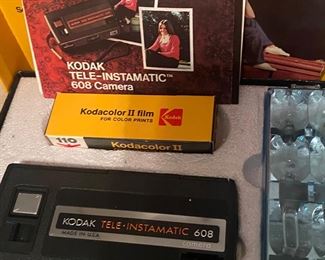 KODAK
TELE-INSTAMATIC™
608 Camera
Kodacolor II film
FOR COLOR PRINTS
Kodak
110
Kodacolor II
KODAK TELE-INSTAMATIC 608
MADE IN U.S.A.
camera